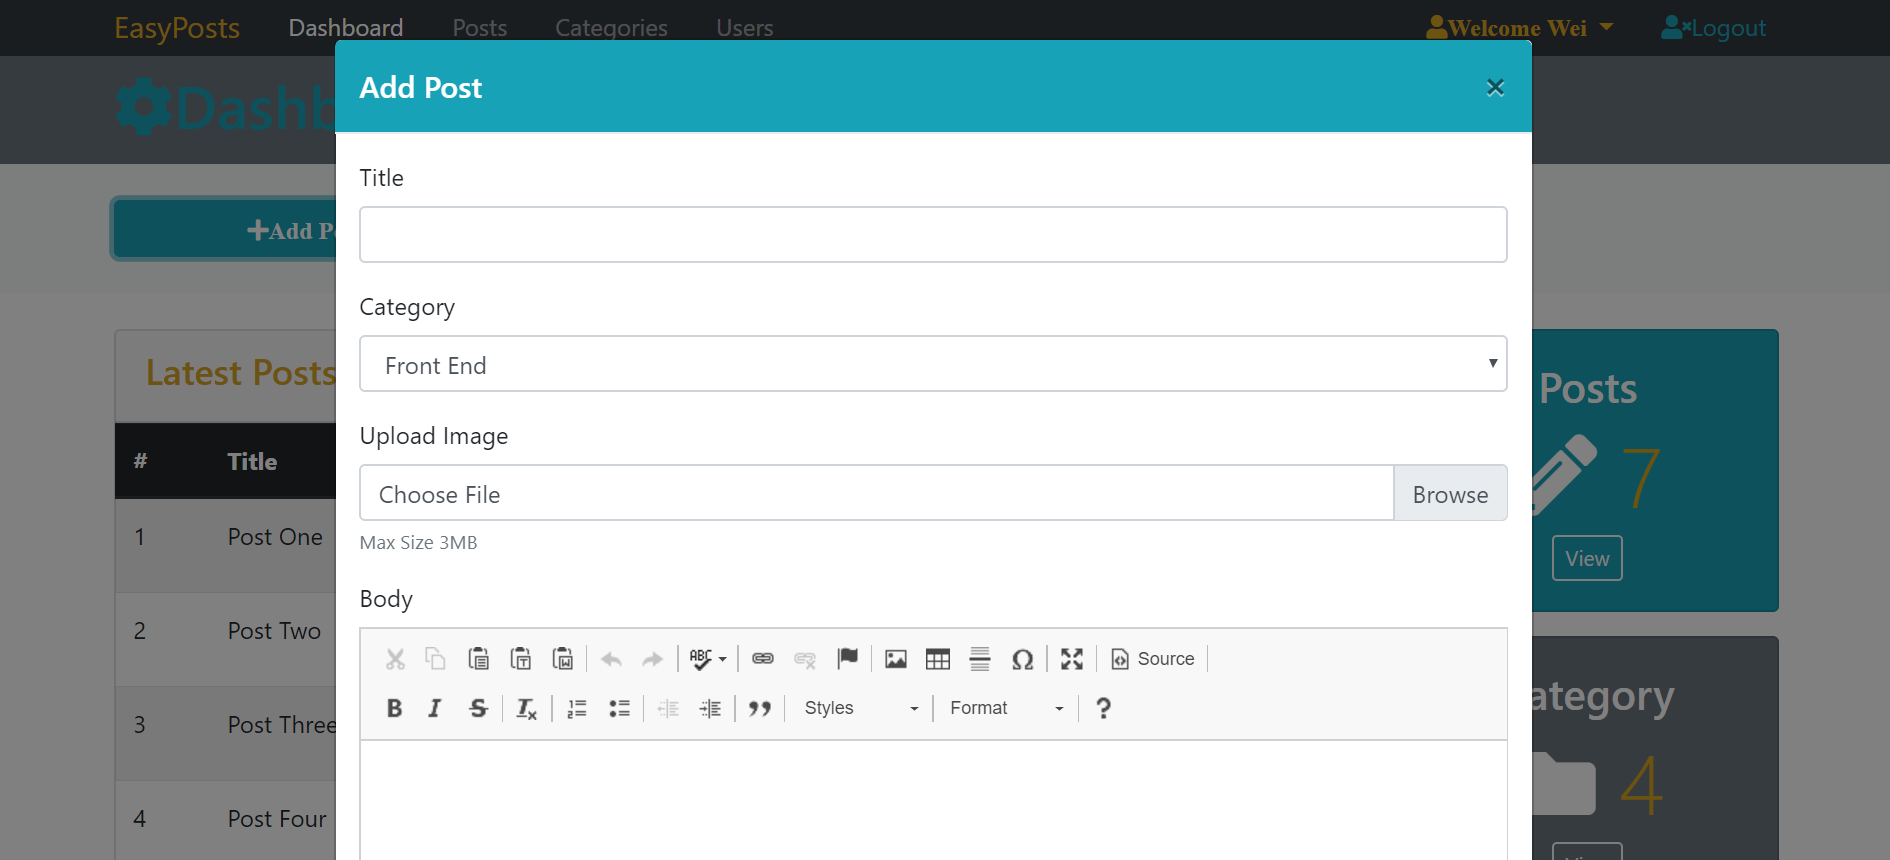 EasyPosts Dashboard Posts Categories Users Welcome Wei Logout
Add Post ×
Title
Category
Front End
Upload Image
Choose File Browse
Max Size 3MB
Body
ABC Source
B I S Styles Format ?
Add
Latest Posts
# Title
1 Post One
2 Post Two
3 Post Three
4 Post Four
Posts
7
View
4